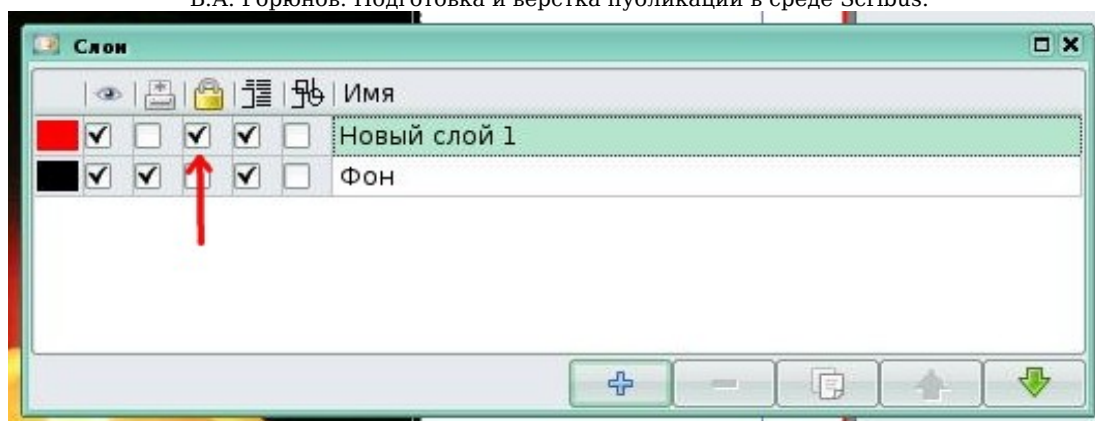 В.А. Горюнов. Подготовка и верстка публикаций в среде Scribus.
Слои
Имя
Новый слой 1
Фон